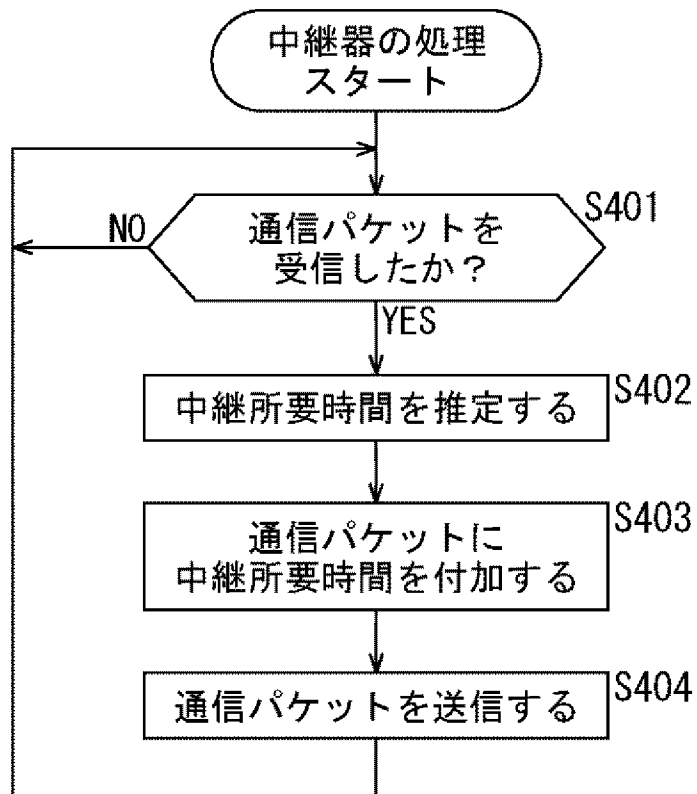 中継器の処理
スタート
S401
NO
通信パケットを
受信したか？
YES
S402
中継所要時間を推定する
S403
通信パケットに
中継所要時間を付加する
S404
通信パケットを送信する